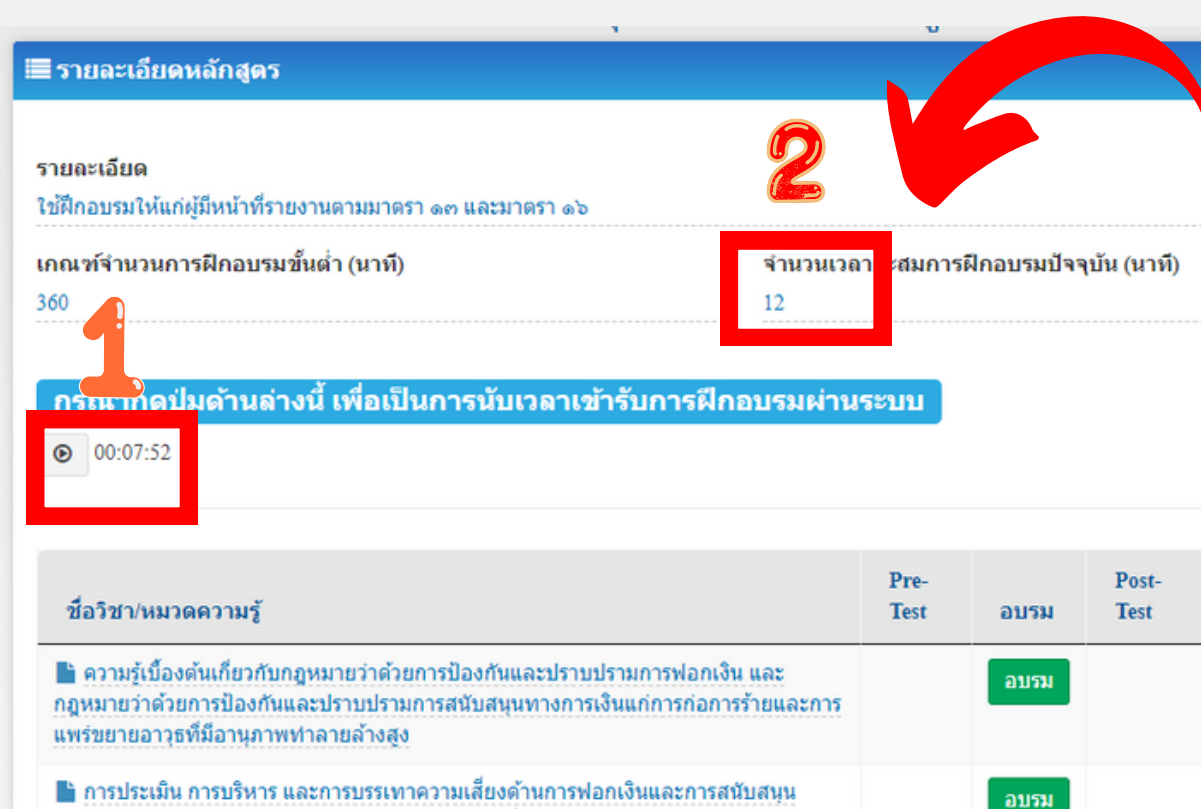 รายละเอียดหลักสูตร
2
รายละเอียด
ใช้ฝึกอบรมให้แก่ผู้มีหน้าที่รายงานตามมาตรา ๑๓ และมาตรา ๑๖
เกณฑ์จำนวนการฝึกอบรมขั้นต่ำ (นาที)
360
จำนวนเวลา สมการฝึกอบรมปัจจุบัน (นาที)
12
1
กดปุ่มด้านล่างนี้ เพื่อเป็นการนับเวลาเข้ารับการฝึกอบรมผ่านระบบ
00:07:52
ชื่อวิชา/หมวดความรู้
Pre-
Test
อบรม
Post-
Test
ความรู้เบื้องต้นเกี่ยวกับกฎหมายว่าด้วยการป้องกันและปราบปรามการฟอกเงิน และ
กฎหมายว่าด้วยการป้องกันและปราบปรามการสนับสนุนทางการเงินแก่การก่อการร้ายและการ
แพร่ขยายอาวุธที่มีอานุภาพทำลายล้างสูง
อบรม
การประเมิน การบริหาร และการบรรเทาความเสี่ยงด้านการฟอกเงินและการสนับสนุน
อบรม